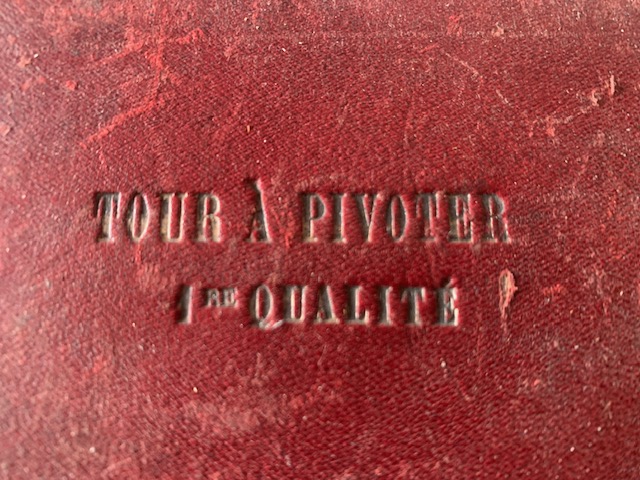 TOUR À PIVOTER
1RE QUALITÉ